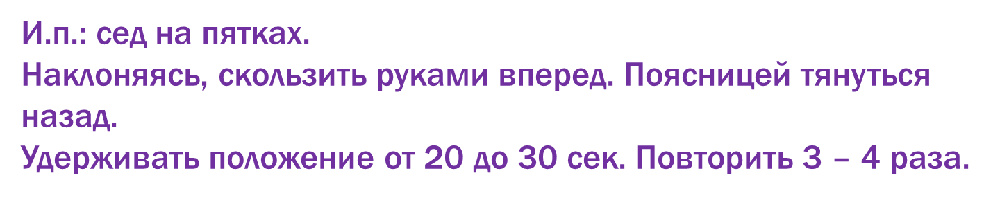 И.п.: сед на пятках.
Наклоняясь, скользить руками вперед. Поясницей тянуться
назад.
Удерживать положение от 20 до 30 сек. Повторить 3 – 4 раза.